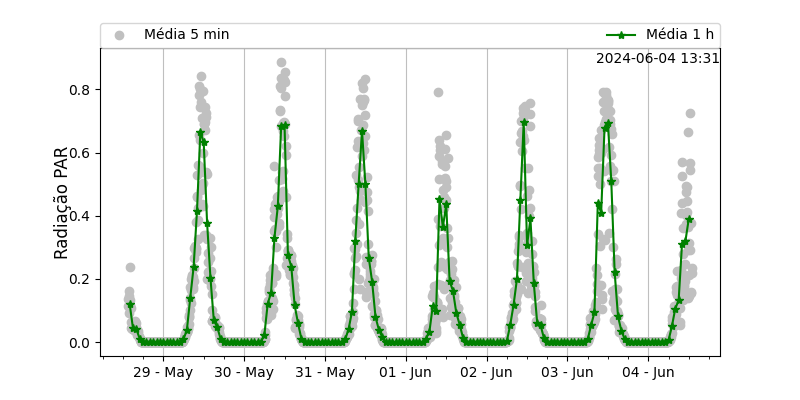 Média 5 min
Média 1 h
2024-06-04 13:31
Radiação PAR
0.8
0.6
0.4
0.2
0.0
29 - May
30 - May
31 - May
01 - Jun
02 - Jun
03 - Jun
04 - Jun